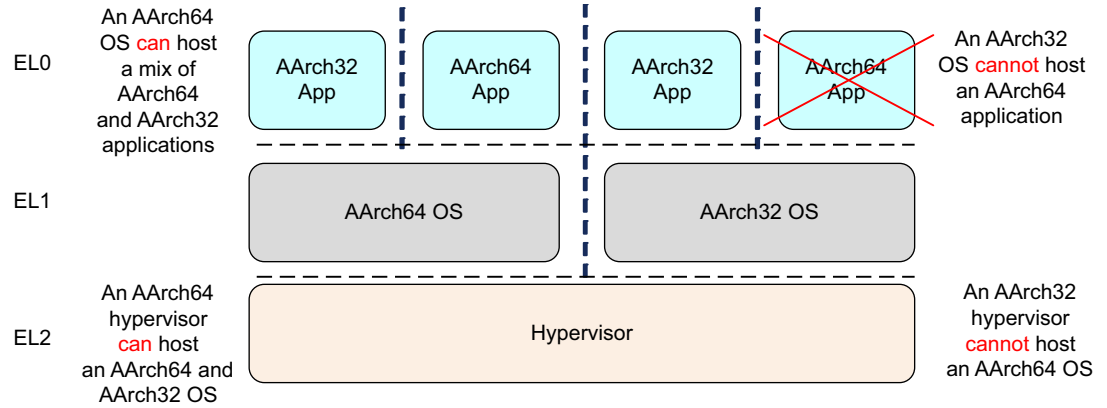 An AArch64
OS can host
a mix of
AArch64
and AArch32
applications
EL0
AArch32
App
AArch64
App
AArch32
App
AArch64
App
An AArch32
OS cannot host
an AArch64
application
EL1
AArch64 OS
AArch32 OS
An AArch64
hypervisor
can host
an AArch64 and
AArch32 OS
EL2
Hypervisor
An AArch32
hypervisor
cannot host
an AArch64 OS